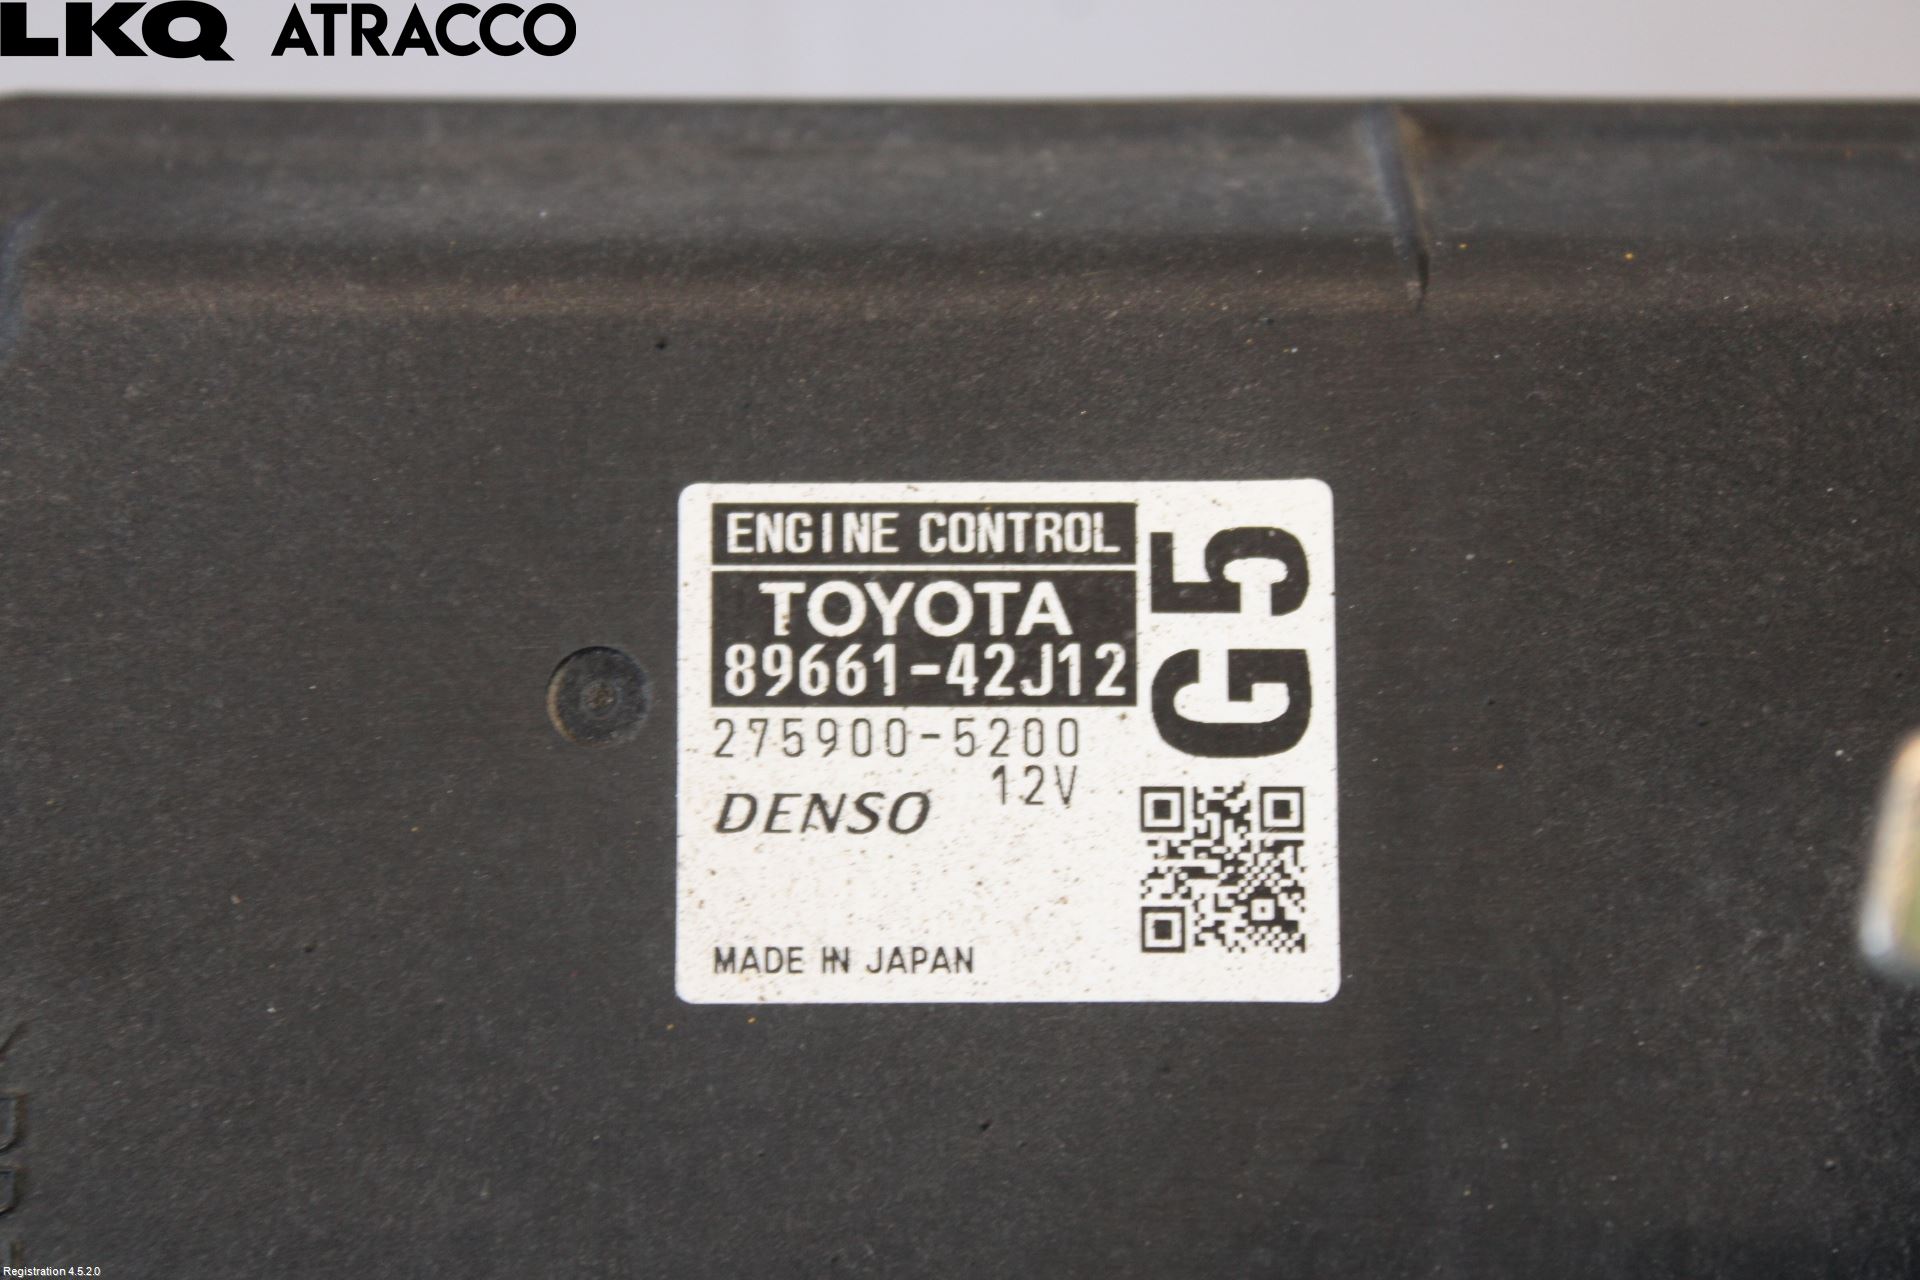 LKQ ATRACCO
ENGINE CONTROL
TOYOTA
89661-42J12
G5
275900-5200
12V
DENSO
MADE IN JAPAN
Registration 4.5.2.0